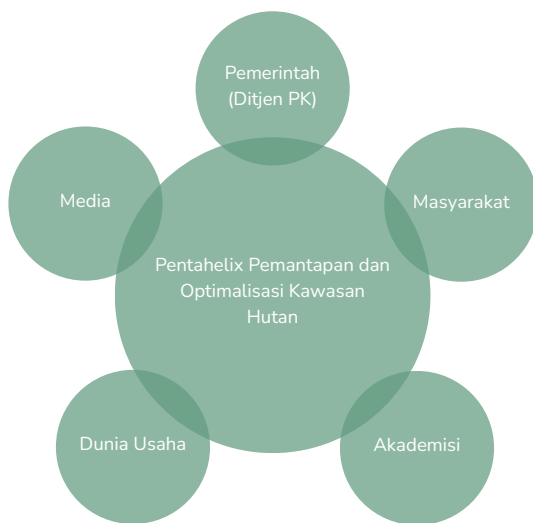 Pemerintah
(Ditjen PK)
Media
Masyarakat
Pentahelix Pemantapan dan
Optimalisasi Kawasan
Hutan
Dunia Usaha
Akademisi